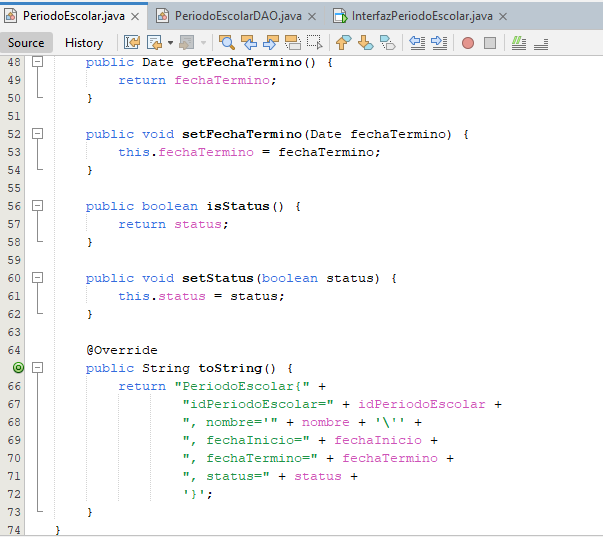 PeriodoEscolar.java PeriodoEscolarDAO.java InterfazPeriodoEscolar.java
Source History
48 public Date getFechaTermino() {
49 return fechaTermino;
50 }
51
52 public void setFechaTermino(Date fechaTermino) {
53 this.fechaTermino = fechaTermino;
54 }
55
56 public boolean isStatus() {
57 return status;
58 }
59
60 public void setStatus(boolean status) {
61 this.status = status;
62 }
63
64 @Override
public String toString() {
66 return "PeriodoEscolar{" +
67 "idPeriodoEscolar=" + idPeriodoEscolar +
68 ", nombre='" + nombre + '\'' +
69 ", fechaInicio=" + fechaInicio +
70 ", fechaTermino=" + fechaTermino +
71 ", status=" + status +
72 '}';
73 }
74 }